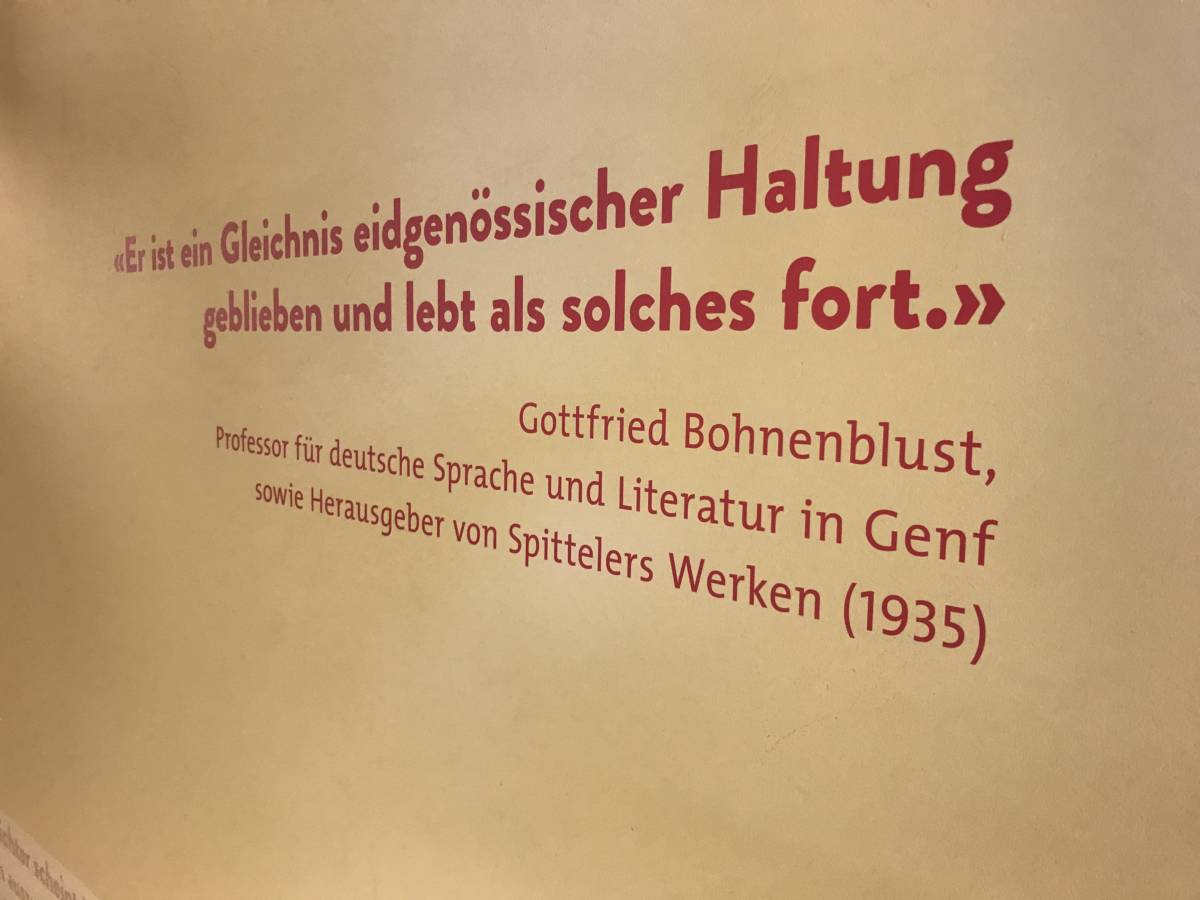 «Er ist ein Gleichnis eidgenössischer Haltung
geblieben und lebt als solches fort.»
Gottfried Bohnenblust,
Professor für deutsche Sprache und Literatur in Genf
sowie Herausgeber von Spittelers Werken (1935)